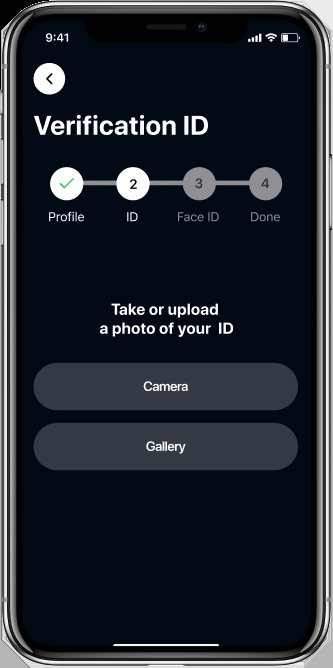 9:41
Verification ID
2
3
4
Profile
ID
Face ID
Done
Take or upload
a photo of your ID
Camera
Gallery